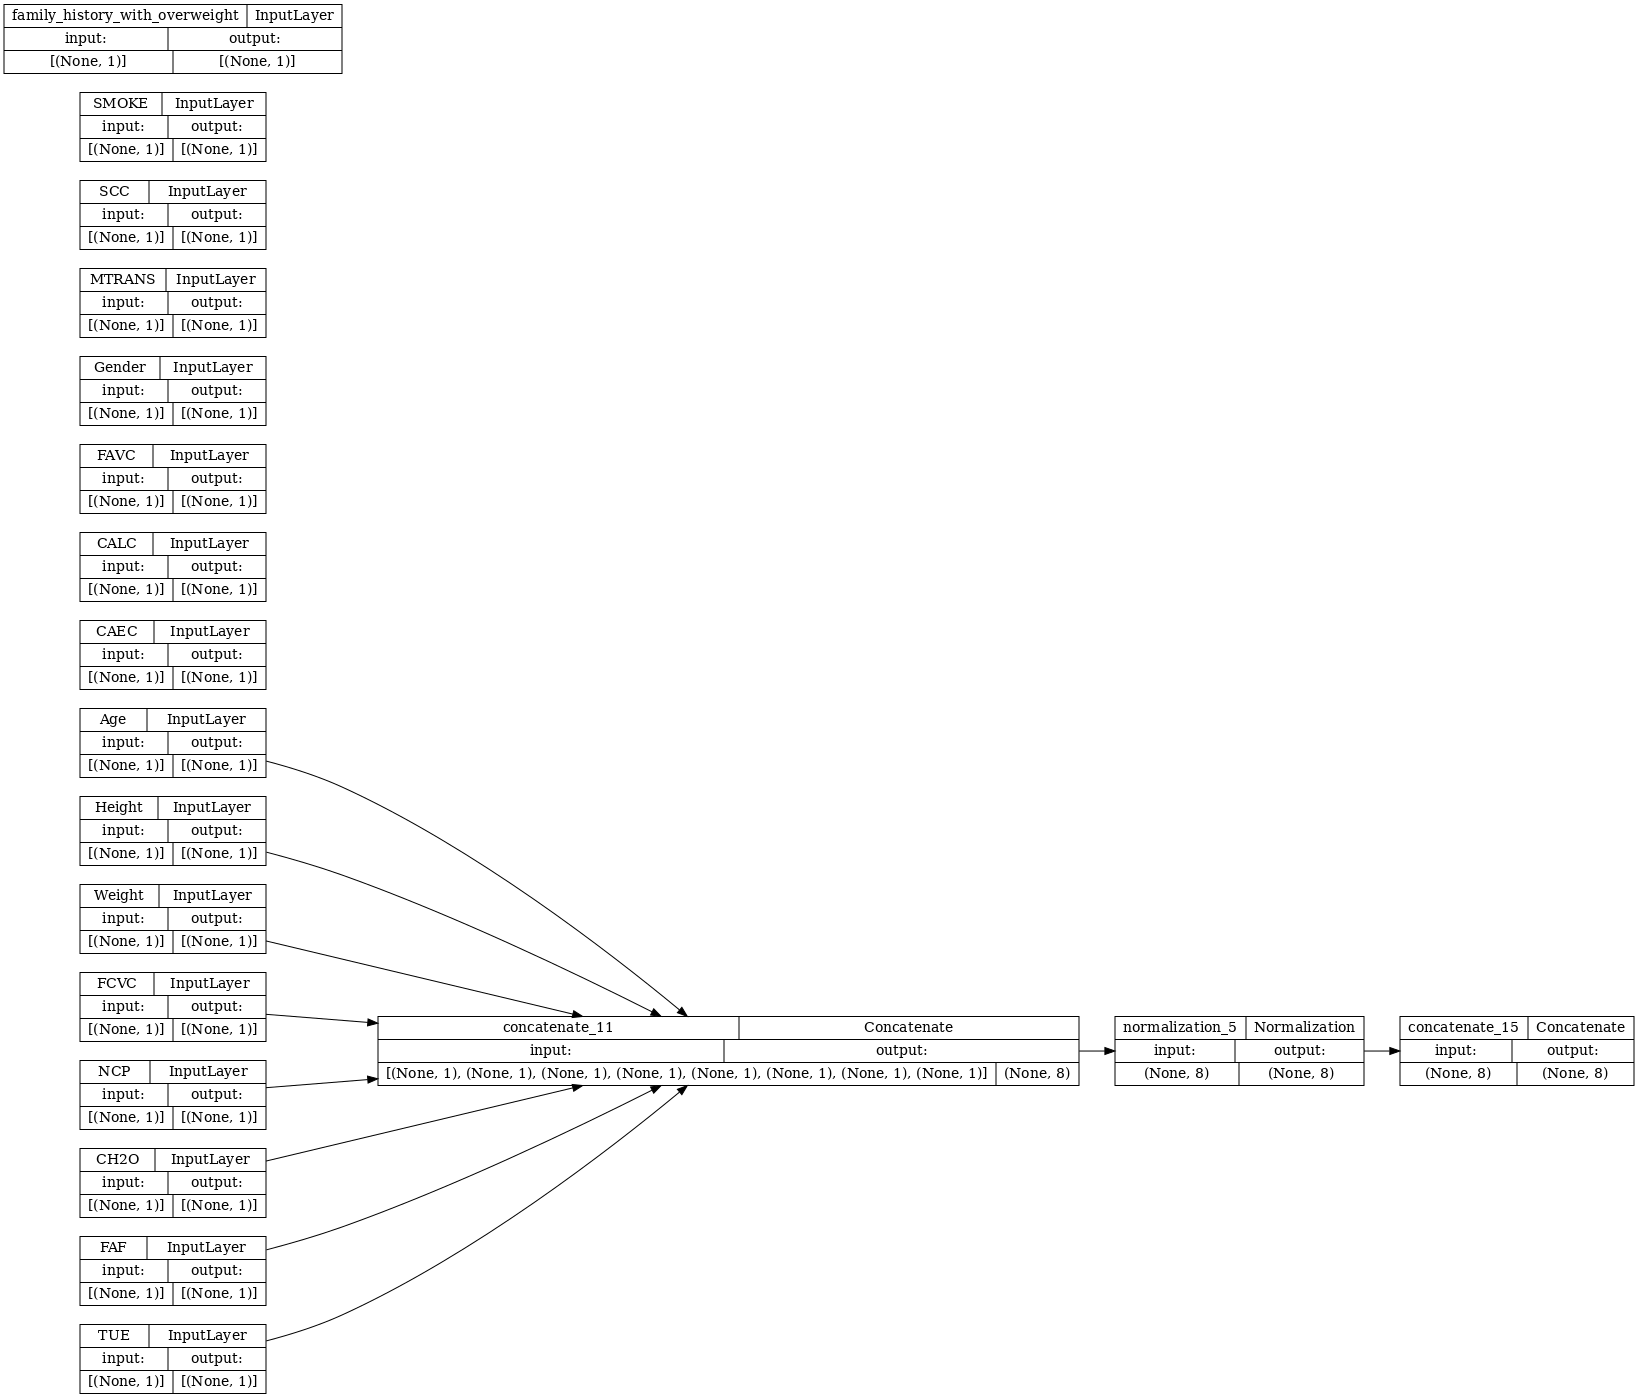 family_history_with_overweight InputLayer
input: output:
[(None, 1)] [(None, 1)]
SMOKE InputLayer
input: output:
[(None, 1)] [(None, 1)]
SCC InputLayer
input: output:
[(None, 1)] [(None, 1)]
MTRANS InputLayer
input: output:
[(None, 1)] [(None, 1)]
Gender InputLayer
input: output:
[(None, 1)] [(None, 1)]
FAVC InputLayer
input: output:
[(None, 1)] [(None, 1)]
CALC InputLayer
input: output:
[(None, 1)] [(None, 1)]
CAEC InputLayer
input: output:
[(None, 1)] [(None, 1)]
Age InputLayer
input: output:
[(None, 1)] [(None, 1)]
Height InputLayer
input: output:
[(None, 1)] [(None, 1)]
Weight InputLayer
input: output:
[(None, 1)] [(None, 1)]
FCVC InputLayer
input: output:
[(None, 1)] [(None, 1)]
NCP InputLayer
input: output:
[(None, 1)] [(None, 1)]
CH2O InputLayer
input: output:
[(None, 1)] [(None, 1)]
FAF InputLayer
input: output:
[(None, 1)] [(None, 1)]
TUE InputLayer
input: output:
[(None, 1)] [(None, 1)]
concatenate_11 Concatenate
input: output:
[(None, 1), (None, 1), (None, 1), (None, 1), (None, 1), (None, 1), (None, 1), (None, 1)] (None, 8)
normalization_5 Normalization
input: output:
(None, 8) (None, 8)
concatenate_15 Concatenate
input: output:
(None, 8) (None, 8)